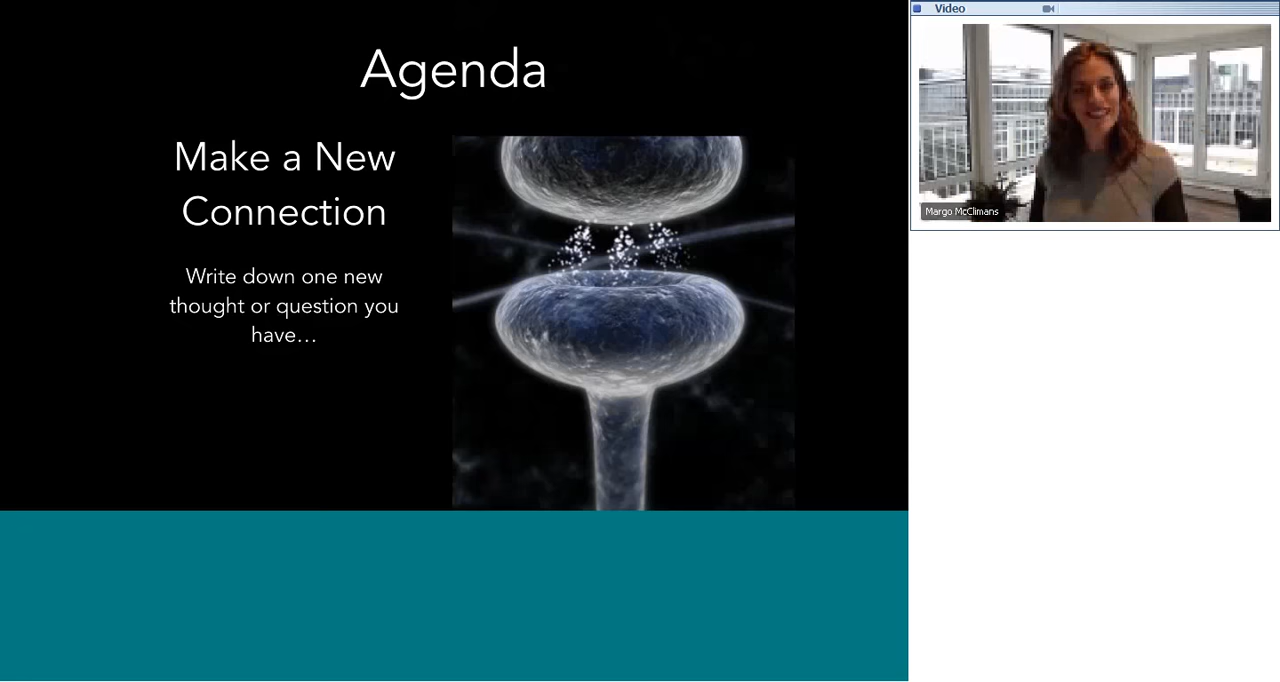 Agenda
Make a New
Connection
Write down one new
thought or question you
have...
Video
Margo McClimans